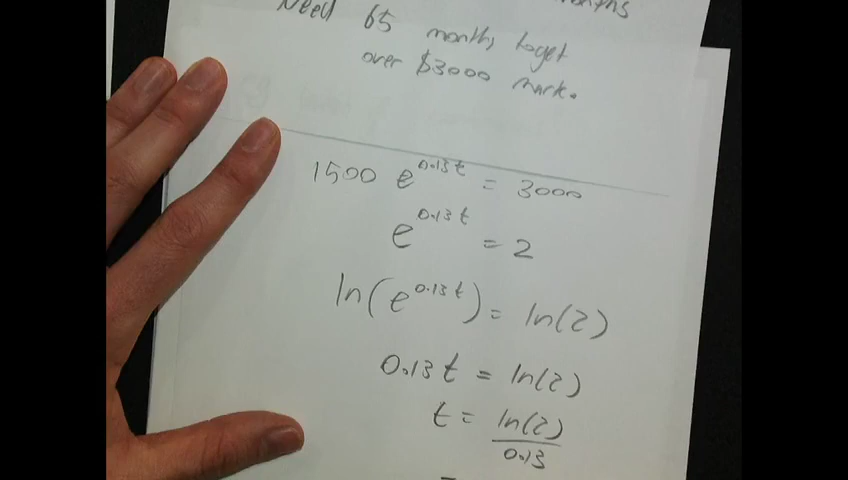 months
Need 65 months to get
over $3000 mark.
1500 e^{0.13t} = 3000
e^{0.13t} = 2
ln(e^{0.13t}) = ln(2)
0.13t = ln(2)
t = ln(2)/0.13
=